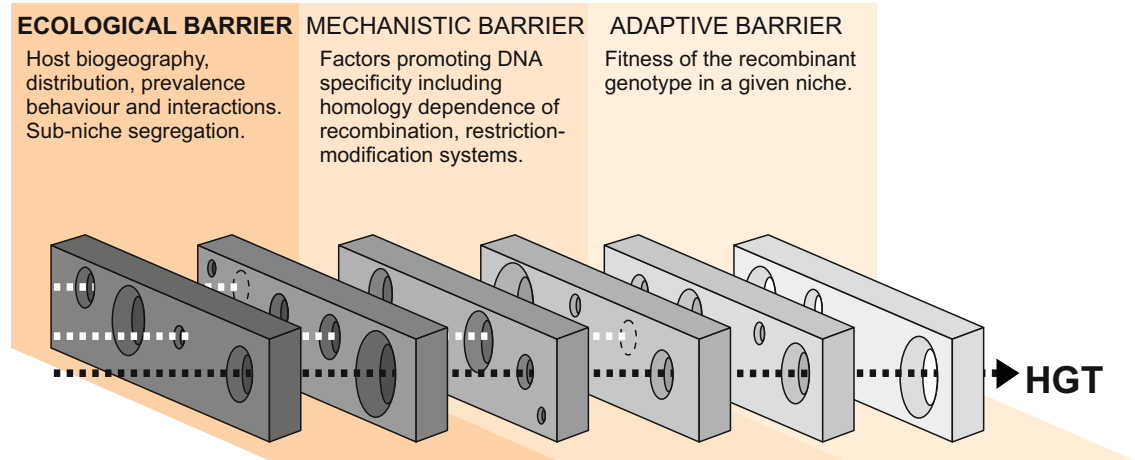 ECOLOGICAL BARRIER
Host biogeography,
distribution, prevalence
behaviour and interactions.
Sub-niche segregation.
MECHANISTIC BARRIER
Factors promoting DNA
specificity including
homology dependence of
recombination, restriction-
modification systems.
ADAPTIVE BARRIER
Fitness of the recombinant
genotype in a given niche.
HGT